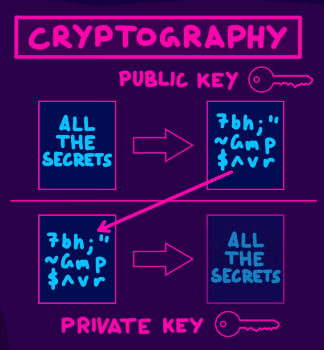 CRYPTOGRAPHY
PUBLIC KEY
ALL
THE
SECRETS
7bh;"
~GmP
$^vr
7bh;"
~GmP
$^vr
ALL
THE
SECRETS
PRIVATE KEY